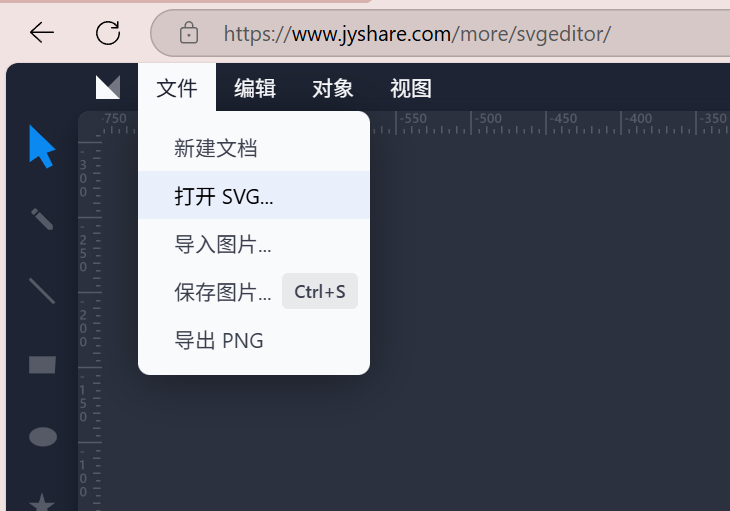 https://www.jyshare.com/more/svgeditor/
文件 编辑 对象 视图
750 -550 -500 -450 -400 -350
新建文档
打开 SVG...
导入图片...
保存图片... Ctrl+S
导出 PNG
-300
-250
-200
-150
-100